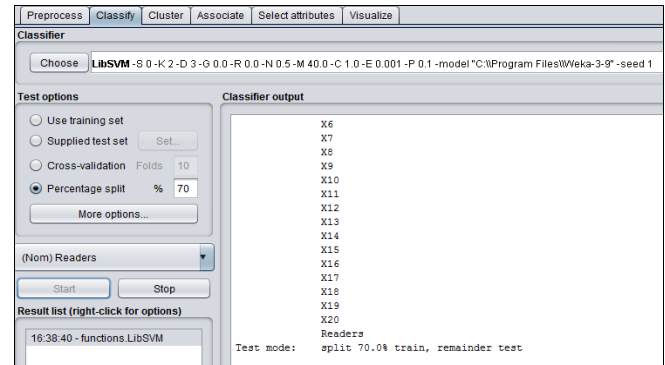 Preprocess Classify Cluster Associate Select attributes Visualize
Classifier
Choose LibSVM -S 0 -K 2 -D 3 -G 0.0 -R 0.0 -N 0.5 -M 40.0 -C 1.0 -E 0.001 -P 0.1 -model "C:\\Program Files\\Weka-3-9" -seed 1
Test options
Use training set
Supplied test set Set...
Cross-validation Folds 10
Percentage split % 70
More options...
(Nom) Readers
Start Stop
Result list (right-click for options)
16:38:40 - functions.LibSVM
Classifier output
X6
X7
X8
X9
X10
X11
X12
X13
X14
X15
X16
X17
X18
X19
X20
Readers
Test mode: split 70.0% train, remainder test